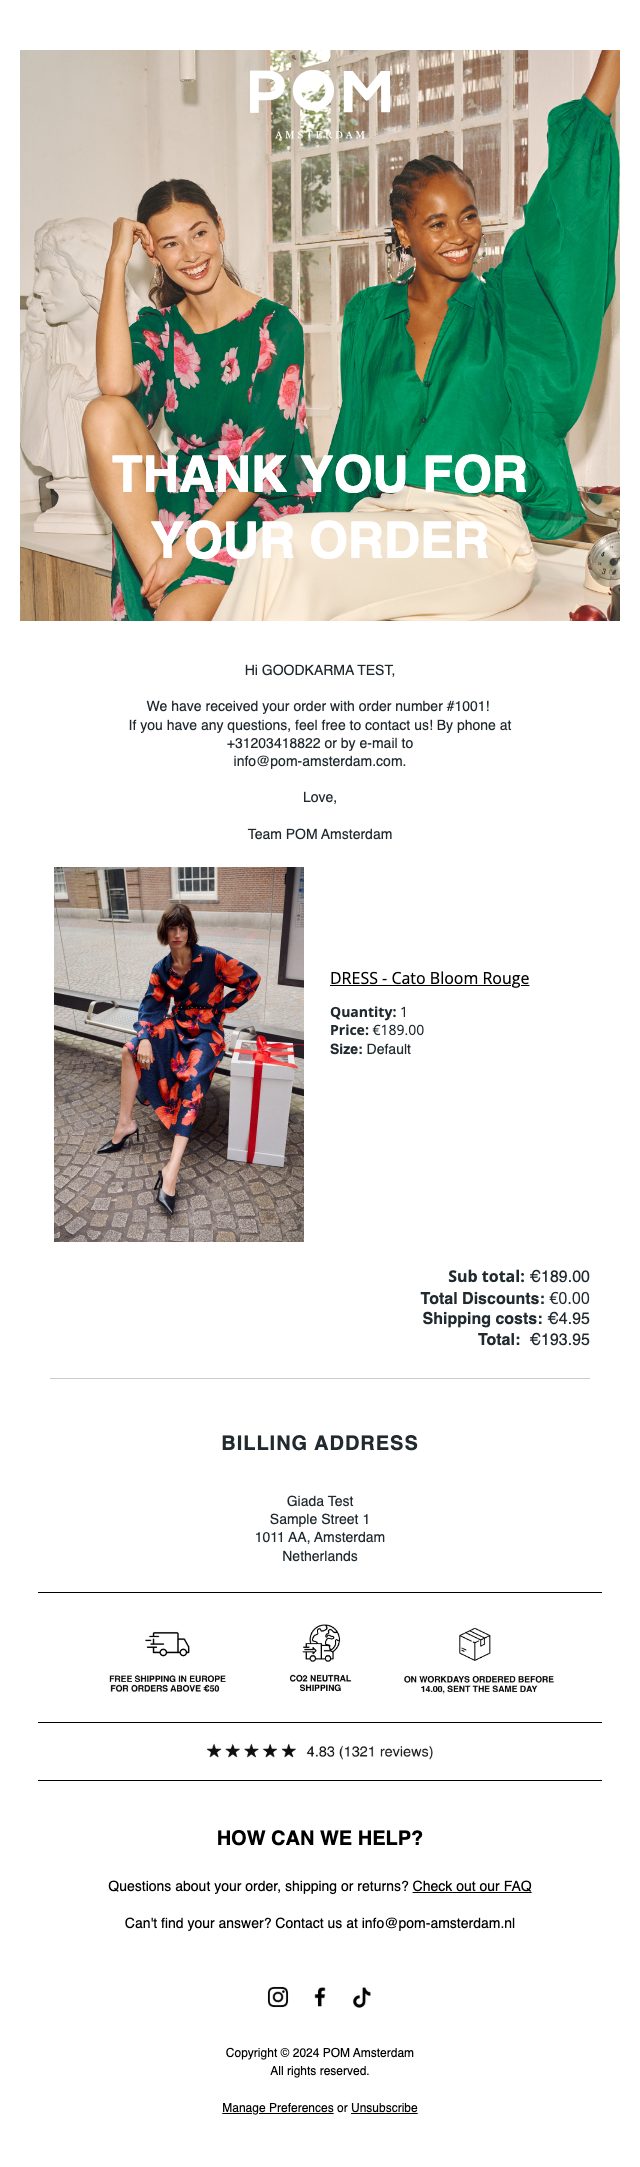 POM
AMSTERDAM
THANK YOU FOR
YOUR ORDER
Hi GOODKARMA TEST,
We have received your order with order number #1001!
If you have any questions, feel free to contact us! By phone at
+31203418822 or by e-mail to
info@pom-amsterdam.com.
Love,
Team POM Amsterdam
DRESS - Cato Bloom Rouge
Quantity: 1
Price: €189.00
Size: Default
Sub total: €189.00
Total Discounts: €0.00
Shipping costs: €4.95
Total: €193.95
BILLING ADDRESS
Giada Test
Sample Street 1
1011 AA, Amsterdam
Netherlands
FREE SHIPPING IN EUROPE
FOR ORDERS ABOVE €50
CO2 NEUTRAL
SHIPPING
ON WORKDAYS ORDERED BEFORE
14.00, SENT THE SAME DAY
★★★★★ 4.83 (1321 reviews)
HOW CAN WE HELP?
Questions about your order, shipping or returns? Check out our FAQ
Can't find your answer? Contact us at info@pom-amsterdam.nl
Copyright © 2024 POM Amsterdam
All rights reserved.
Manage Preferences or Unsubscribe